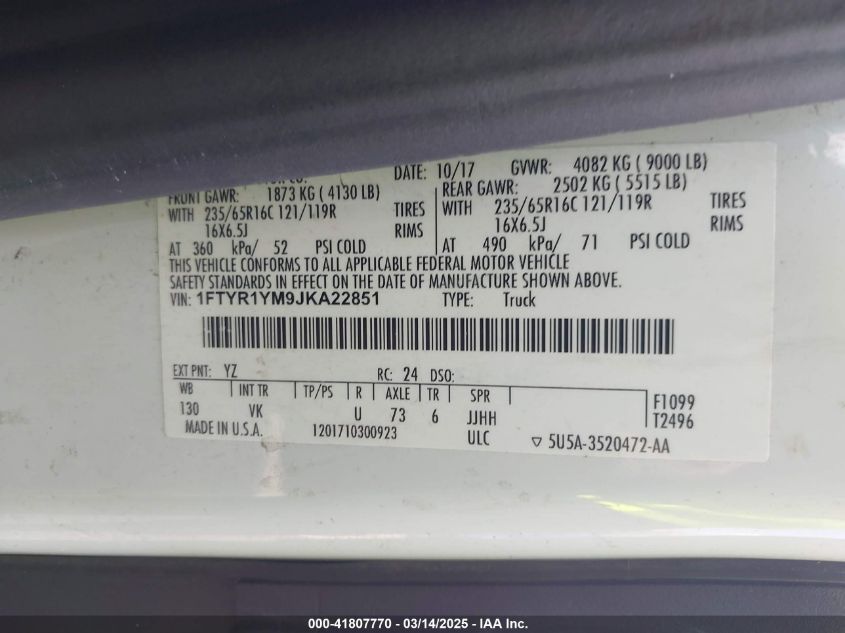 DATE: 10/17 GVWR: 4082 KG ( 9000 LB)
FRONT GAWR: 1873 KG ( 4130 LB) REAR GAWR: 2502 KG ( 5515 LB)
WITH 235/65R16C 121/119R TIRES WITH 235/65R16C 121/119R TIRES
16X6.5J RIMS 16X6.5J RIMS
AT 360 kPa/ 52 PSI COLD AT 490 kPa/ 71 PSI COLD
THIS VEHICLE CONFORMS TO ALL APPLICABLE FEDERAL MOTOR VEHICLE
SAFETY STANDARDS IN EFFECT ON THE DATE OF MANUFACTURE SHOWN ABOVE.
VIN: 1FTYR1YM9JKA22851 TYPE: Truck
EXT PNT: YZ RC: 24 DSO:
WB INT TR TP/PS R AXLE TR SPR F1099
130 VK U 73 6 JJHH T2496
MADE IN U.S.A. 1201710300923 ULC ▽ 5U5A-3520472-AA
000-41807770 - 03/14/2025 - IAA Inc.